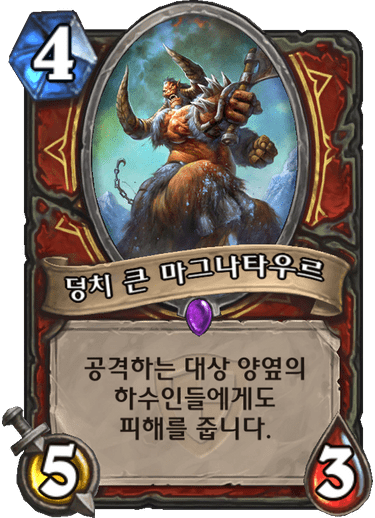 4
덩치 큰 마그나타우르
공격하는 대상 양옆의
하수인들에게도
피해를 줍니다.
5
3